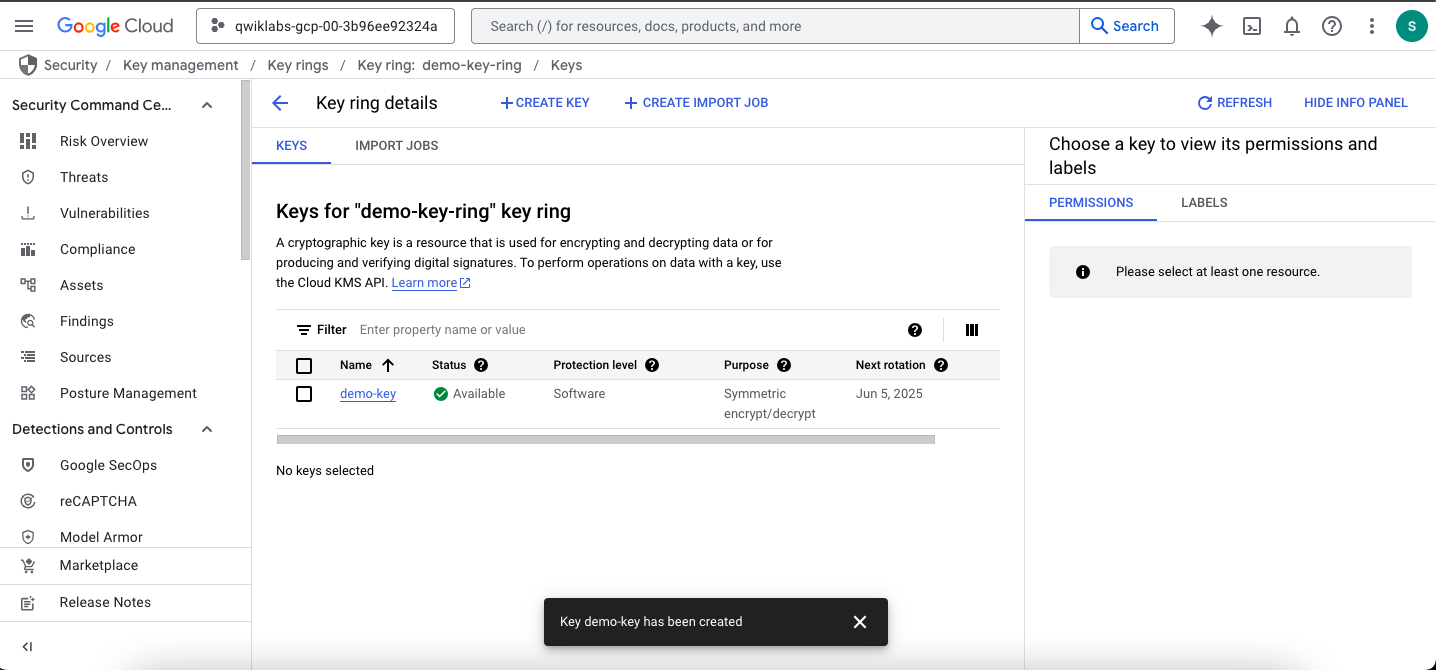 Google Cloud
qwiklabs-gcp-00-3b96ee92324a
Search (/) for resources, docs, products, and more
Search
S
Security / Key management / Key rings / Key ring: demo-key-ring / Keys
Security Command Ce...
Risk Overview
Threats
Vulnerabilities
Compliance
Assets
Findings
Sources
Posture Management
Detections and Controls
Google SecOps
reCAPTCHA
Model Armor
Marketplace
Release Notes
Key ring details
CREATE KEY
CREATE IMPORT JOB
REFRESH
HIDE INFO PANEL
KEYS
IMPORT JOBS
Keys for "demo-key-ring" key ring
A cryptographic key is a resource that is used for encrypting and decrypting data or for
producing and verifying digital signatures. To perform operations on data with a key, use
the Cloud KMS API. Learn more
Filter Enter property name or value
Name Status Protection level Purpose Next rotation
demo-key Available Software Symmetric Jun 5, 2025
encrypt/decrypt
No keys selected
Choose a key to view its permissions and
labels
PERMISSIONS
LABELS
Please select at least one resource.
Key demo-key has been created